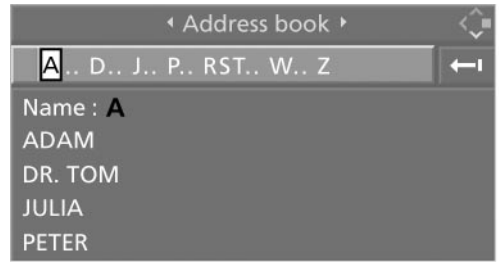 Address book
A.. D.. J.. P.. RST.. W.. Z
Name : A
ADAM
DR. TOM
JULIA
PETER